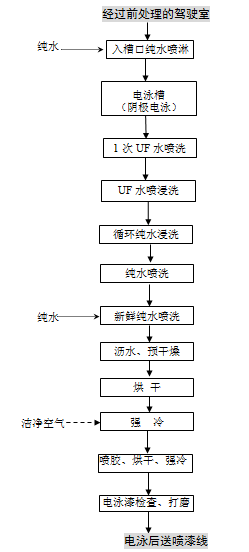 经过前处理的驾驶室
纯水
入槽口纯水喷淋
电泳槽
（阴极电泳）
1 次 UF 水喷洗
UF 水喷浸洗
循环纯水浸洗
纯水喷洗
纯水
新鲜纯水喷洗
沥水、预干燥
烘 干
洁净空气
强 冷
喷胶、烘干、强冷
电泳漆检查、打磨
电泳后送喷漆线